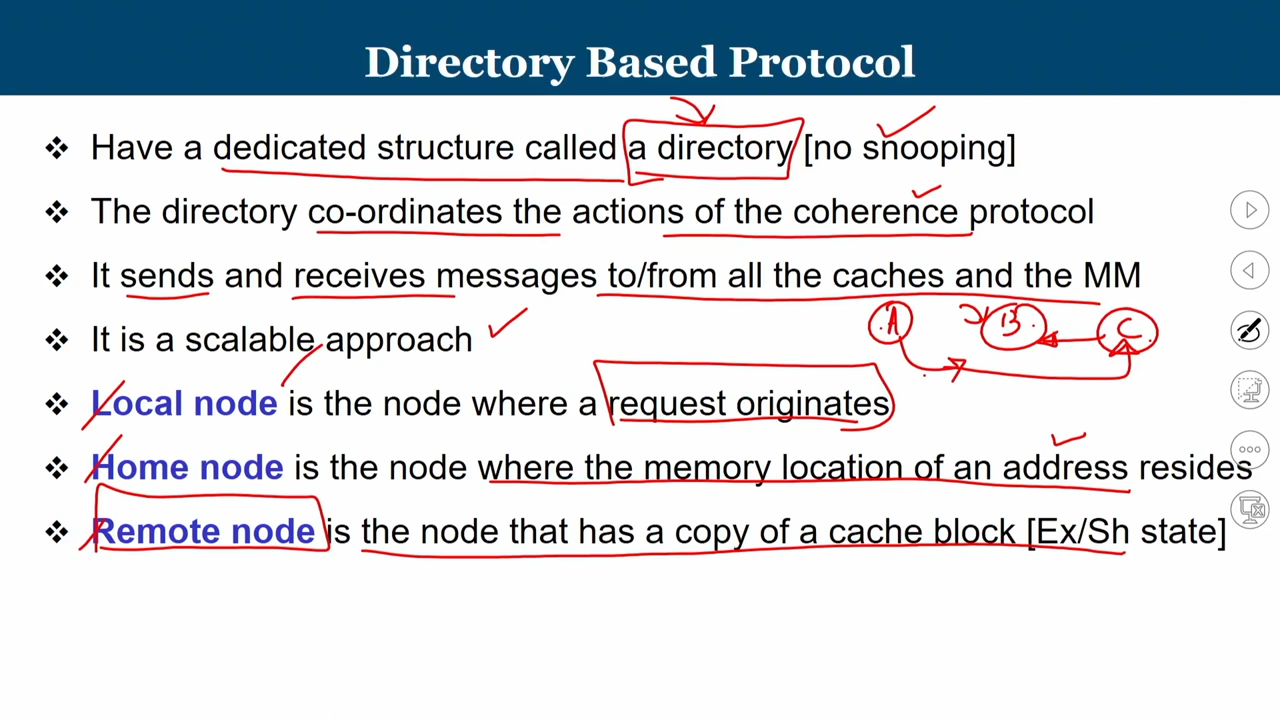 Directory Based Protocol
❖ Have a dedicated structure called a directory [no snooping]
❖ The directory co-ordinates the actions of the coherence protocol
❖ It sends and receives messages to/from all the caches and the MM
❖ It is a scalable approach
A B C
❖ Local node is the node where a request originates
❖ Home node is the node where the memory location of an address resides
❖ Remote node is the node that has a copy of a cache block [Ex/Sh state]